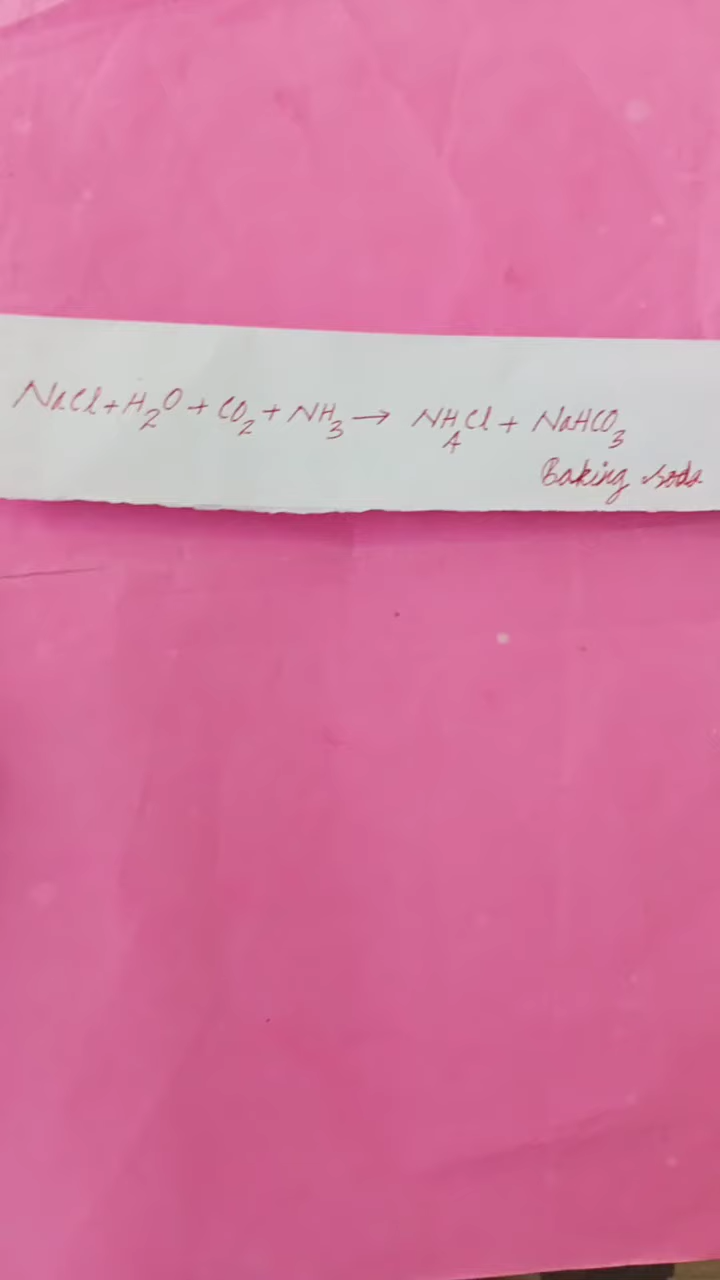 NaCl + H₂O + CO₂ + NH₃ → NH₄Cl + NaHCO₃
Baking soda